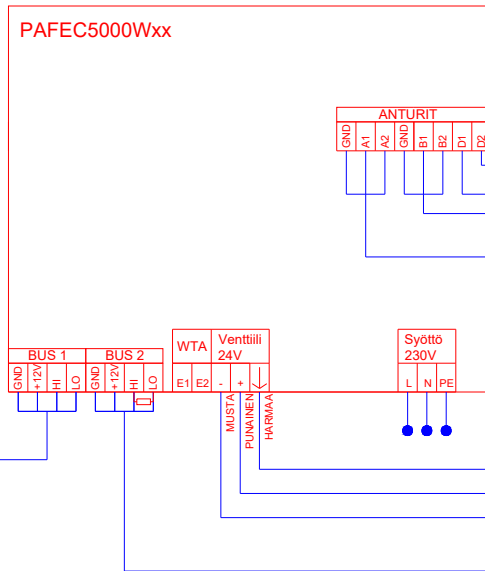 PAFEC5000Wxx
ANTURIT
GND A1 A2 GND B1 B2 D1 D2
BUS 1 BUS 2
GND +12V HI LO GND +12V HI LO
WTA Venttiili
24V
E1 E2 - +
MUSTA PUNAINEN HARMAA
Syöttö
230V
L N PE